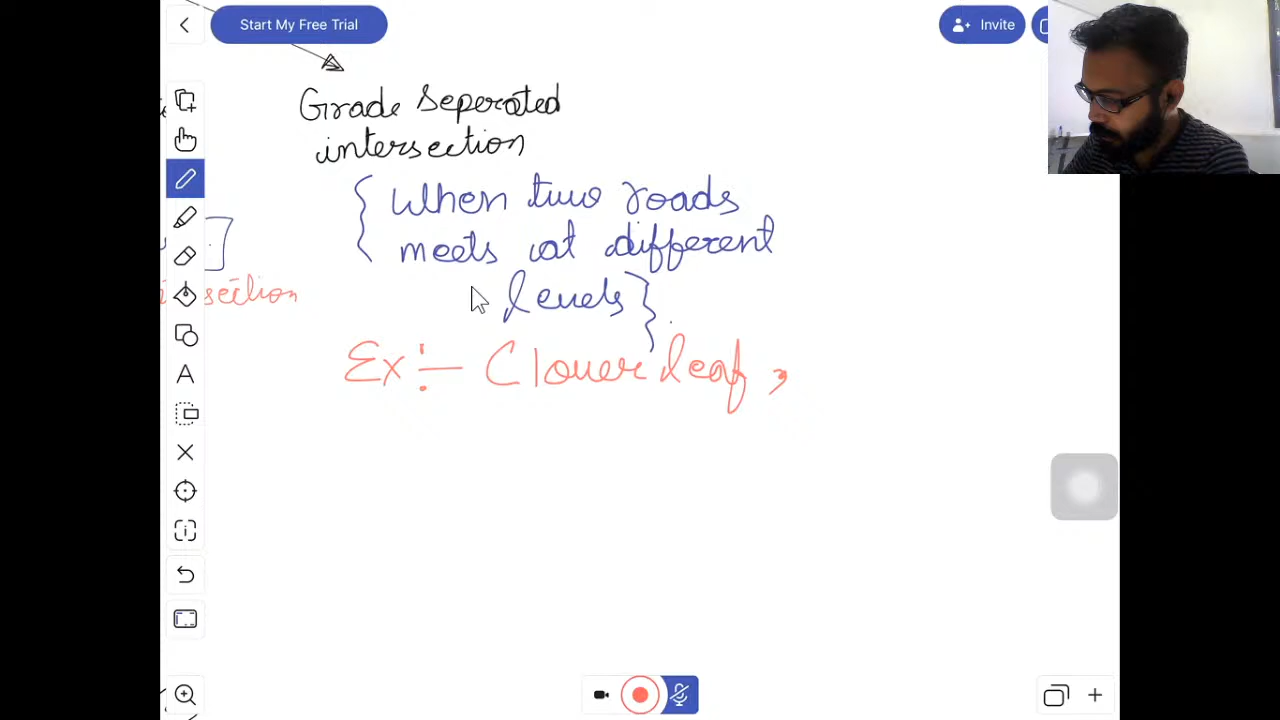 Start My Free Trial
Invite
Grade Seperated
intersection
{ When two roads
meets at different
levels }
section
Ex :- Clover leaf ,